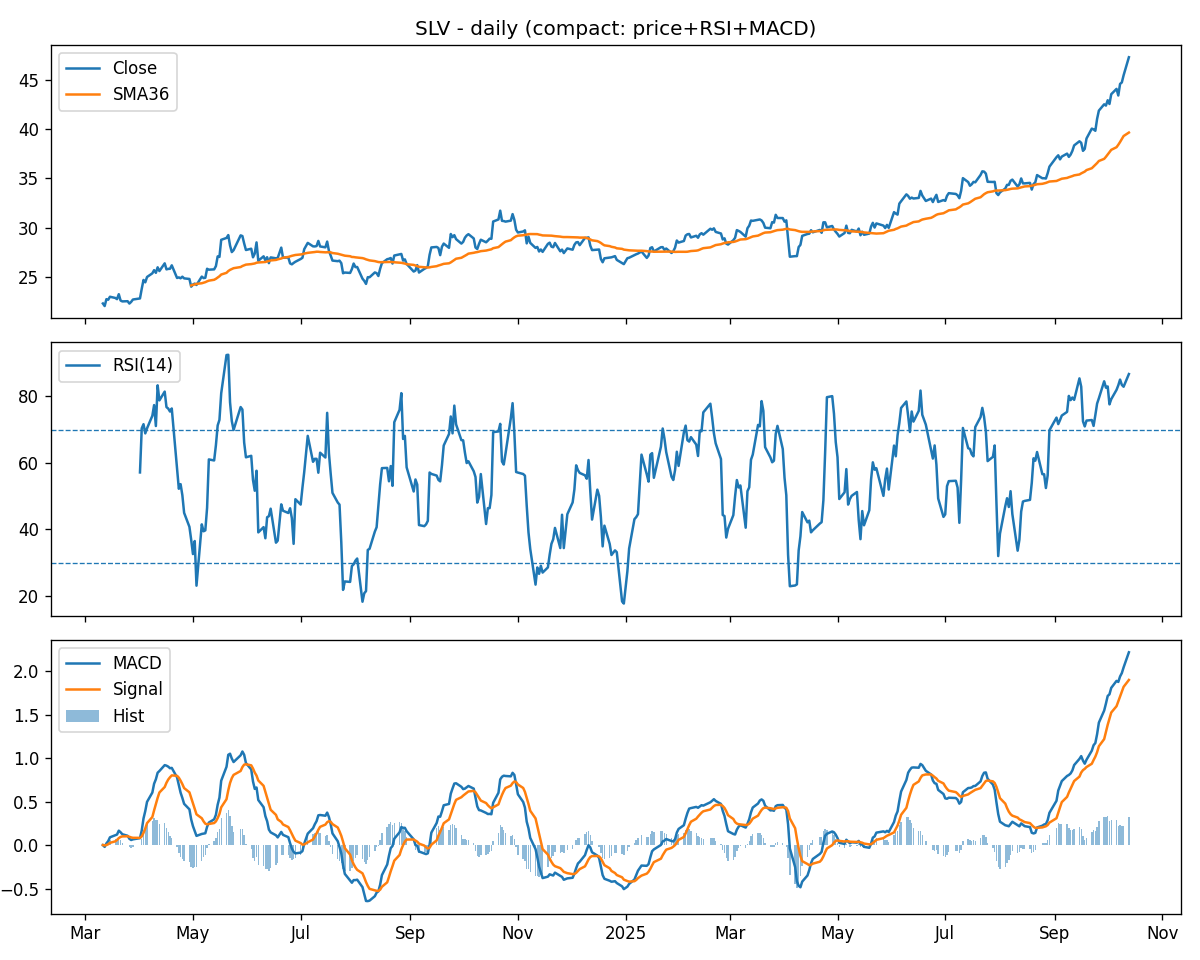 SLV - daily (compact: price+RSI+MACD)
Close
SMA36
45
40
35
30
25
RSI(14)
80
60
40
20
MACD
Signal
Hist
2.0
1.5
1.0
0.5
0.0
−0.5
Mar May Jul Sep Nov 2025 Mar May Jul Sep Nov